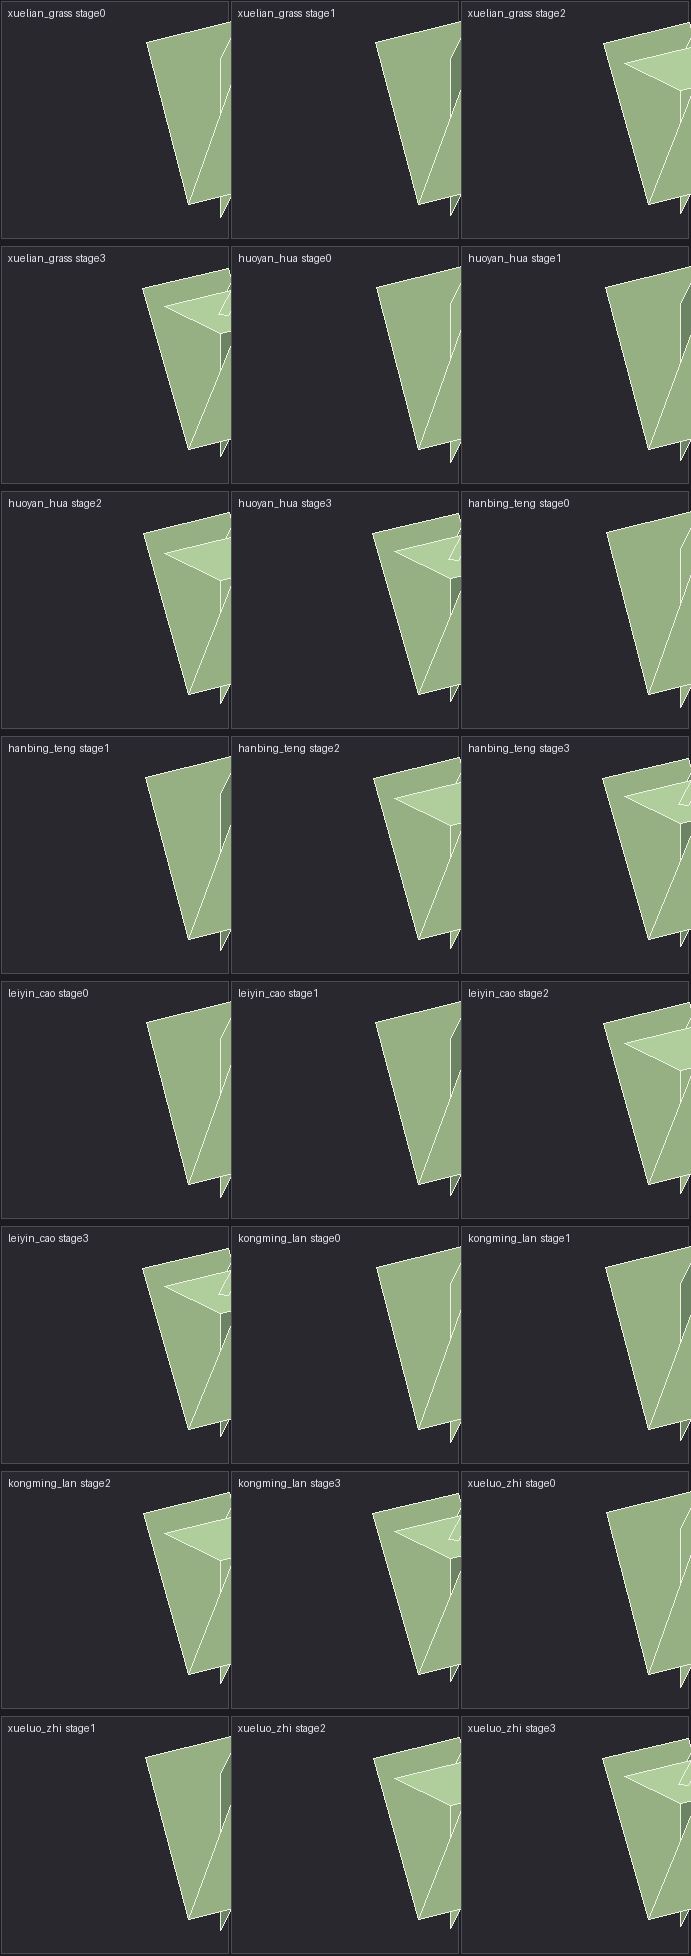 xuelian_grass stage0
xuelian_grass stage1
xuelian_grass stage2
xuelian_grass stage3
huoyan_hua stage0
huoyan_hua stage1
huoyan_hua stage2
huoyan_hua stage3
hanbing_teng stage0
hanbing_teng stage1
hanbing_teng stage2
hanbing_teng stage3
leiyin_cao stage0
leiyin_cao stage1
leiyin_cao stage2
leiyin_cao stage3
kongming_lan stage0
kongming_lan stage1
kongming_lan stage2
kongming_lan stage3
xueluo_zhi stage0
xueluo_zhi stage1
xueluo_zhi stage2
xueluo_zhi stage3